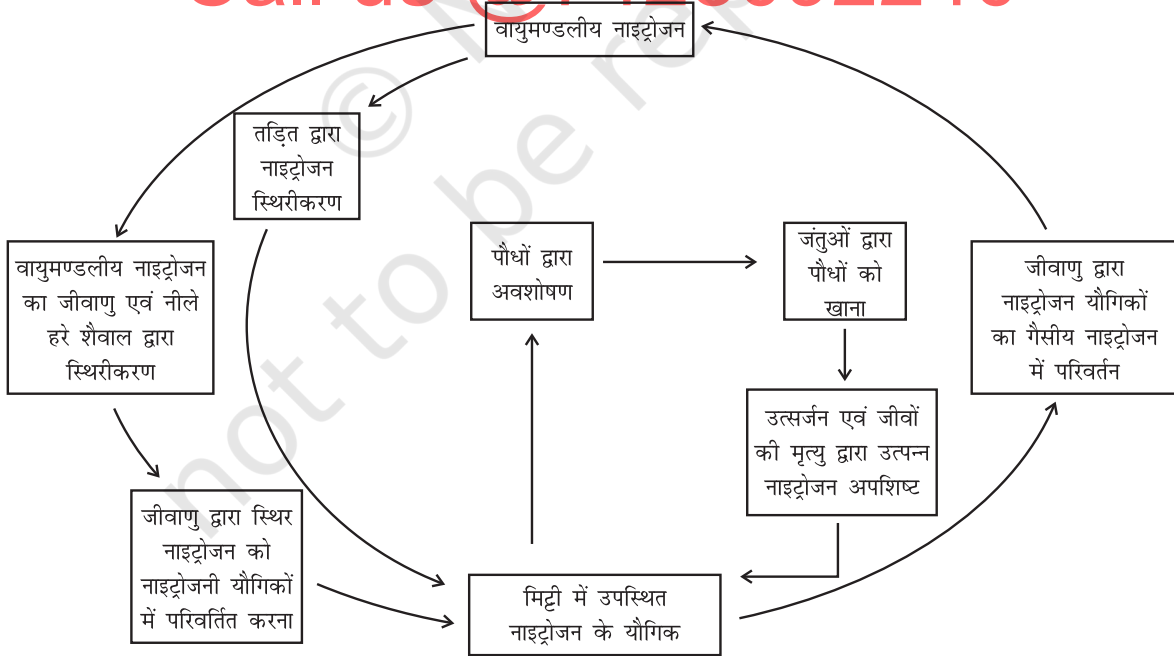 वायुमण्डलीय नाइट्रोजन
तड़ित द्वारा
नाइट्रोजन
स्थिरीकरण
वायुमण्डलीय नाइट्रोजन
का जीवाणु एवं नीले
हरे शैवाल द्वारा
स्थिरीकरण
पौधों द्वारा
अवशोषण
जंतुओं द्वारा
पौधों को
खाना
जीवाणु द्वारा
नाइट्रोजन यौगिकों
का गैसीय नाइट्रोजन
में परिवर्तन
उत्सर्जन एवं जीवों
की मृत्यु द्वारा उत्पन्न
नाइट्रोजन अपशिष्ट
जीवाणु द्वारा स्थिर
नाइट्रोजन को
नाइट्रोजनी यौगिकों
में परिवर्तित करना
मिट्टी में उपस्थित
नाइट्रोजन के यौगिक
©
not to be